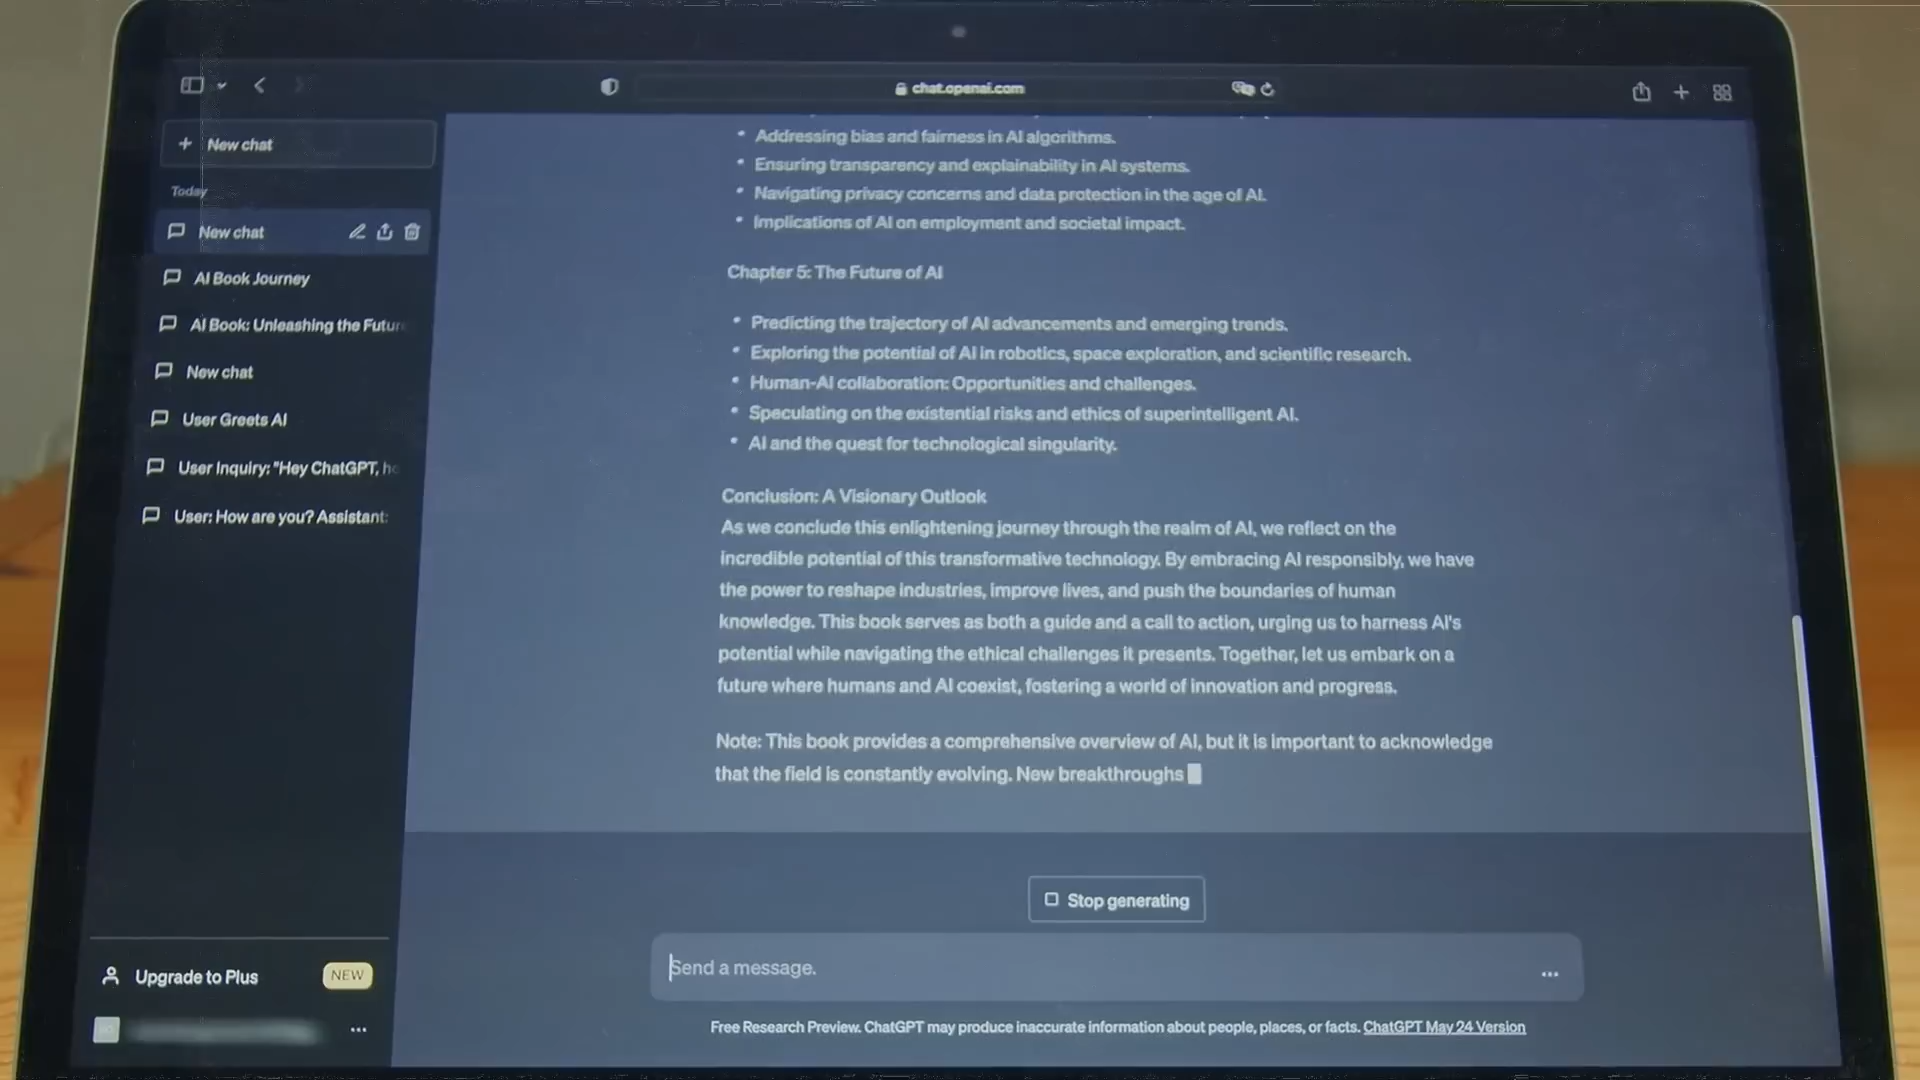 chat.openai.com
New chat
Today
New chat
AI Book Journey
AI Book: Unleashing the Futur
New chat
User Greets AI
User Inquiry: "Hey ChatGPT, ho
User: How are you? Assistant:
Upgrade to Plus
NEW
• Addressing bias and fairness in AI algorithms.
• Ensuring transparency and explainability in AI systems.
• Navigating privacy concerns and data protection in the age of AI.
• Implications of AI on employment and societal impact.
Chapter 5: The Future of AI
• Predicting the trajectory of AI advancements and emerging trends.
• Exploring the potential of AI in robotics, space exploration, and scientific research.
• Human-AI collaboration: Opportunities and challenges.
• Speculating on the existential risks and ethics of superintelligent AI.
• AI and the quest for technological singularity.
Conclusion: A Visionary Outlook
As we conclude this enlightening journey through the realm of AI, we reflect on the
incredible potential of this transformative technology. By embracing AI responsibly, we have
the power to reshape industries, improve lives, and push the boundaries of human
knowledge. This book serves as both a guide and a call to action, urging us to harness AI's
potential while navigating the ethical challenges it presents. Together, let us embark on a
future where humans and AI coexist, fostering a world of innovation and progress.
Note: This book provides a comprehensive overview of AI, but it is important to acknowledge
that the field is constantly evolving. New breakthroughs
Stop generating
Send a message.
Free Research Preview. ChatGPT may produce inaccurate information about people, places, or facts. ChatGPT May 24 Version